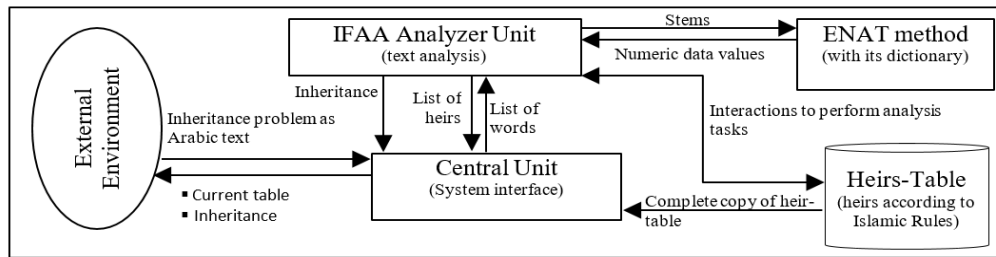 External
Environment
IFAA Analyzer Unit
(text analysis)
Stems
Numeric data values
ENAT method
(with its dictionary)
Inheritance
List of
heirs
List of
words
Interactions to perform analysis
tasks
Inheritance problem as
Arabic text
Central Unit
(System interface)
▪ Current table
▪ Inheritance
Complete copy of heir-
table
Heirs-Table
(heirs according to
Islamic Rules)